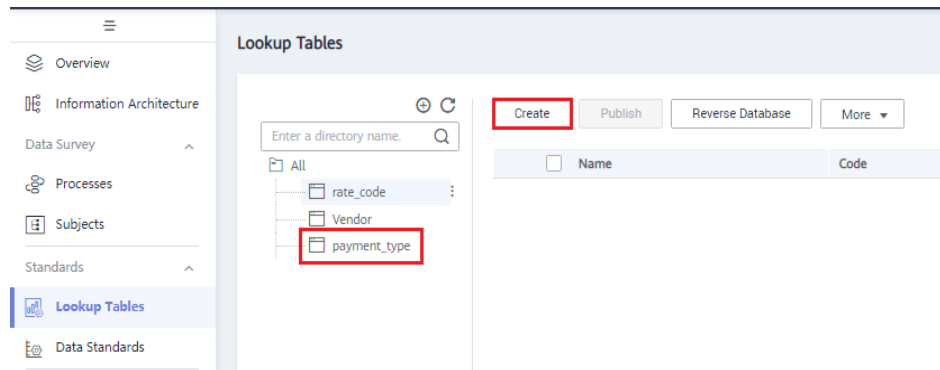 Lookup Tables
Overview
Information Architecture
Data Survey
Processes
Subjects
Standards
Lookup Tables
Data Standards
Enter a directory name.
All
rate_code
Vendor
payment_type
Create
Publish
Reverse Database
More
Name
Code